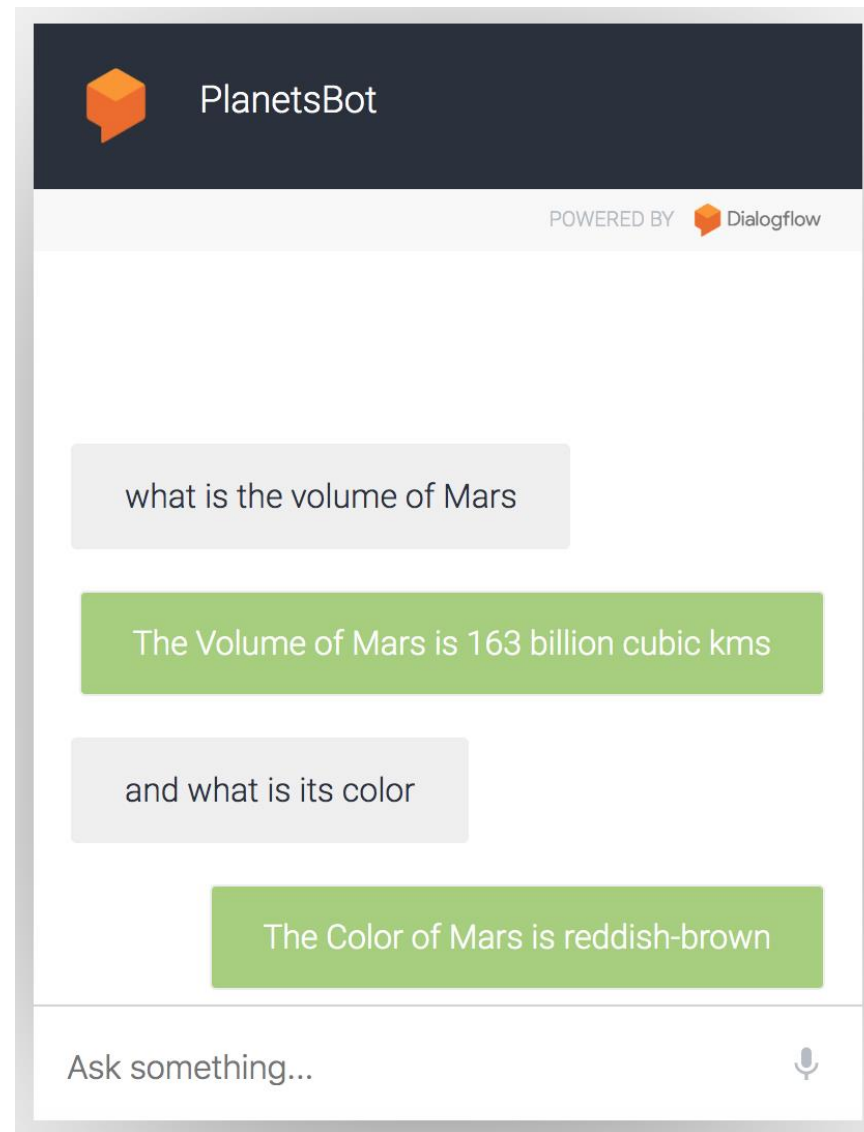 PlanetsBot
POWERED BY Dialogflow
what is the volume of Mars
The Volume of Mars is 163 billion cubic kms
and what is its color
The Color of Mars is reddish-brown
Ask something...